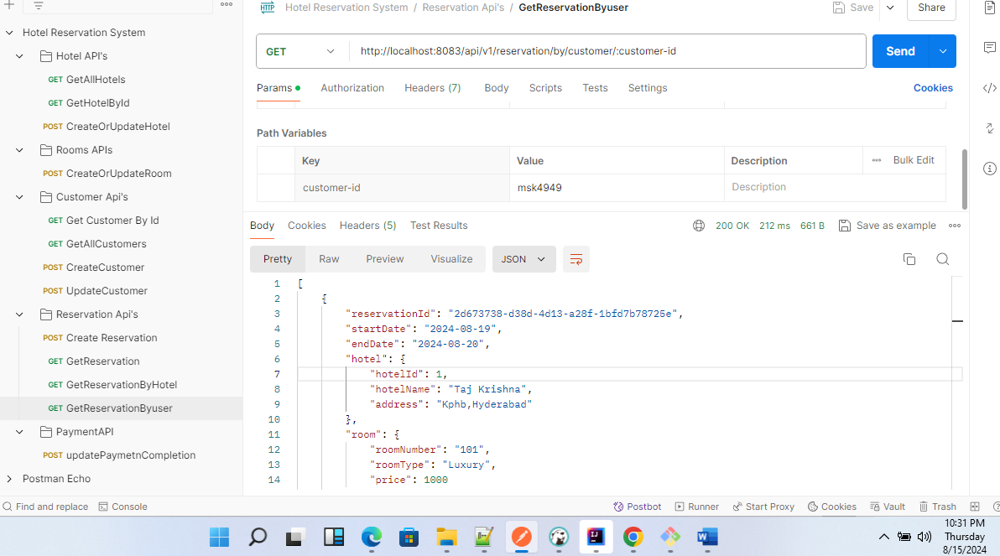 HTTP Hotel Reservation System / Reservation Api's / GetReservationByuser Save Share
Hotel Reservation System
Hotel API's
GET GetAllHotels
GET GetHotelById
POST CreateOrUpdateHotel
Rooms APIs
POST CreateOrUpdateRoom
Customer Api's
GET Get Customer By Id
GET GetAllCustomers
POST CreateCustomer
POST UpdateCustomer
Reservation Api's
POST Create Reservation
GET GetReservation
GET GetReservationByHotel
GET GetReservationByuser
PaymentAPI
POST updatePaymetnCompletion
Postman Echo
GET http://localhost:8083/api/v1/reservation/by/customer/:customer-id Send
Params Authorization Headers (7) Body Scripts Tests Settings Cookies
Path Variables
Key Value Description Bulk Edit
customer-id msk4949 Description
Body Cookies Headers (5) Test Results 200 OK 212 ms 661 B Save as example
Pretty Raw Preview Visualize JSON
1 [
2 {
3 "reservationId": "2d673738-d38d-4d13-a28f-1bfd7b78725e",
4 "startDate": "2024-08-19",
5 "endDate": "2024-08-20",
6 "hotel": {
7 "hotelId": 1,
8 "hotelName": "Taj Krishna",
9 "address": "Kphb,Hyderabad"
10 },
11 "room": {
12 "roomNumber": "101",
13 "roomType": "Luxury",
14 "price": 1000
Find and replace Console Postbot Runner Start Proxy Cookies Vault Trash
10:31 PM
Thursday
8/15/2024